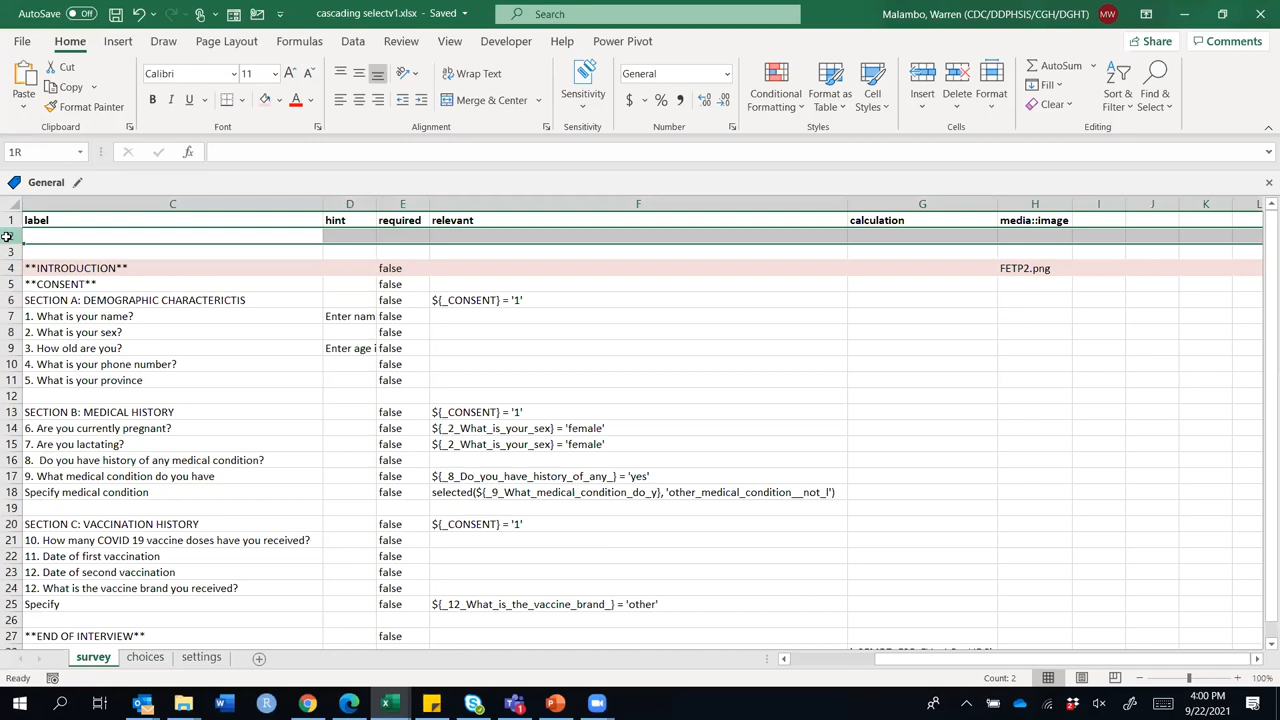 AutoSave Off cascading selectv1.xlsx - Saved Search Malambo, Warren (CDC/DDPHSIS/CGH/DGHT) MW
File Home Insert Draw Page Layout Formulas Data Review View Developer Help Power Pivot Share Comments
Paste Cut Copy Format Painter
Calibri 11 A A B I U A
Wrap Text Merge & Center
Sensitivity
General $ % ,
Conditional Formatting Format as Table Cell Styles
Insert Delete Format
AutoSum Fill Clear Sort & Filter Find & Select
Clipboard Font Alignment Sensitivity Number Styles Cells Editing
1R fx
General
C D E F G H I J K L
1 label hint required relevant calculation media::image
3
4 **INTRODUCTION** false FETP2.png
5 **CONSENT** false
6 SECTION A: DEMOGRAPHIC CHARACTERICTIS false ${_CONSENT} = '1'
7 1. What is your name? Enter nam false
8 2. What is your sex? false
9 3. How old are you? Enter age i false
10 4. What is your phone number? false
11 5. What is your province false
12
13 SECTION B: MEDICAL HISTORY false ${_CONSENT} = '1'
14 6. Are you currently pregnant? false ${_2_What_is_your_sex} = 'female'
15 7. Are you lactating? false ${_2_What_is_your_sex} = 'female'
16 8. Do you have history of any medical condition? false
17 9. What medical condition do you have false ${_8_Do_you_have_history_of_any_} = 'yes'
18 Specify medical condition false selected(${_9_What_medical_condition_do_y}, 'other_medical_condition__not_l')
19
20 SECTION C: VACCINATION HISTORY false ${_CONSENT} = '1'
21 10. How many COVID 19 vaccine doses have you received? false
22 11. Date of first vaccination false
23 12. Date of second vaccination false
24 12. What is the vaccine brand you received? false
25 Specify false ${_12_What_is_the_vaccine_brand_} = 'other'
26
27 **END OF INTERVIEW** false
survey choices settings
Ready Count: 2 100%
4:00 PM
9/22/2021